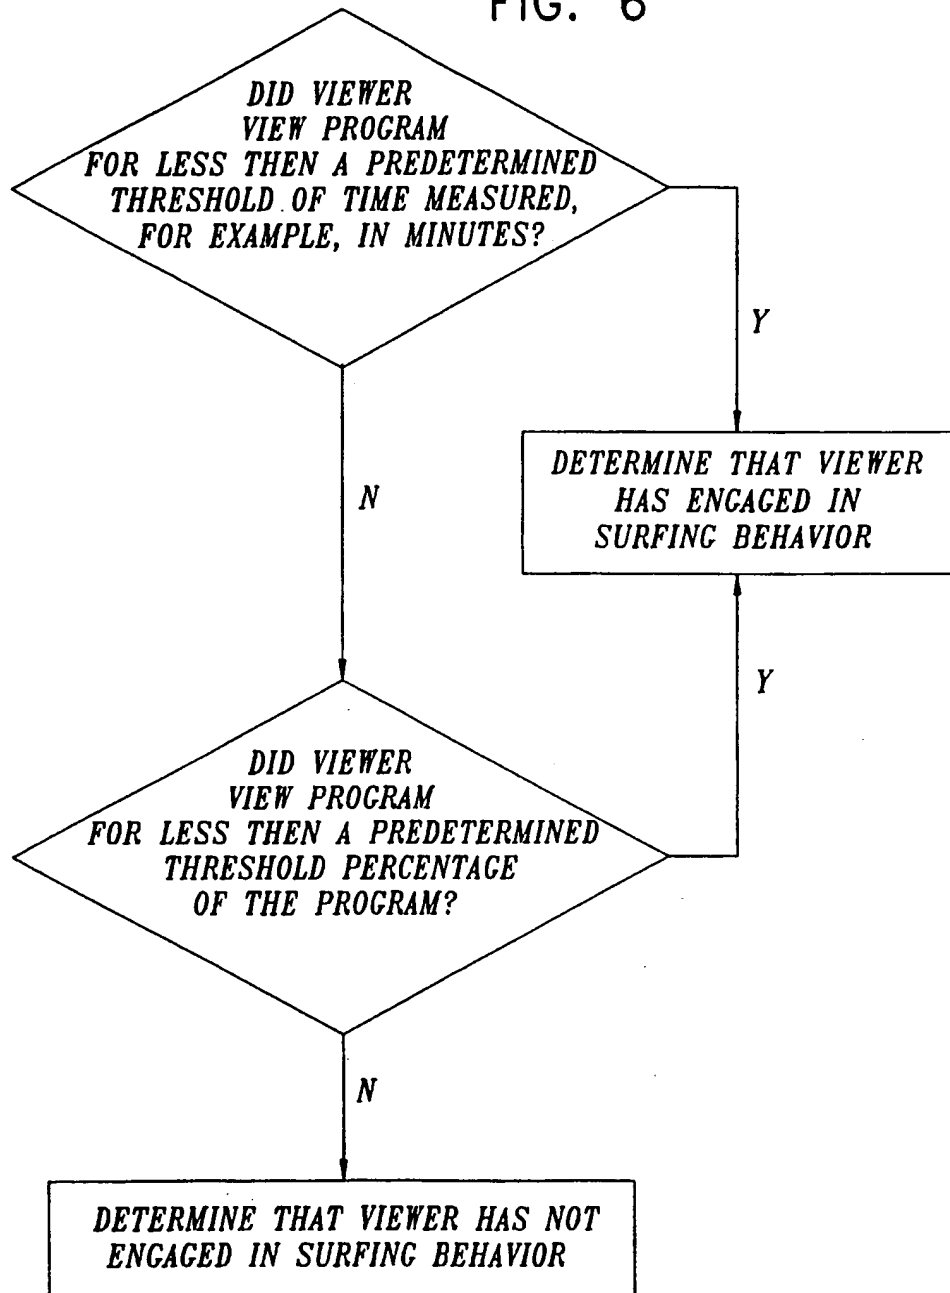 FIG. 6
DID VIEWER
VIEW PROGRAM
FOR LESS THEN A PREDETERMINED
THRESHOLD OF TIME MEASURED,
FOR EXAMPLE, IN MINUTES?
Y
N
DETERMINE THAT VIEWER
HAS ENGAGED IN
SURFING BEHAVIOR
Y
DID VIEWER
VIEW PROGRAM
FOR LESS THEN A PREDETERMINED
THRESHOLD PERCENTAGE
OF THE PROGRAM?
N
DETERMINE THAT VIEWER HAS NOT
ENGAGED IN SURFING BEHAVIOR